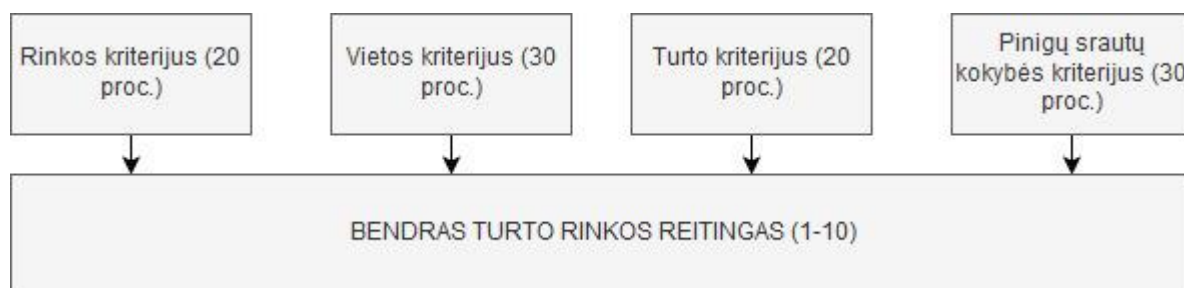 Rinkos kriterijus (20
proc.)
Vietos kriterijus (30
proc.)
Turto kriterijus (20
proc.)
Pinigų srautų
kokybės kriterijus (30
proc.)
BENDRAS TURTO RINKOS REITINGAS (1-10)